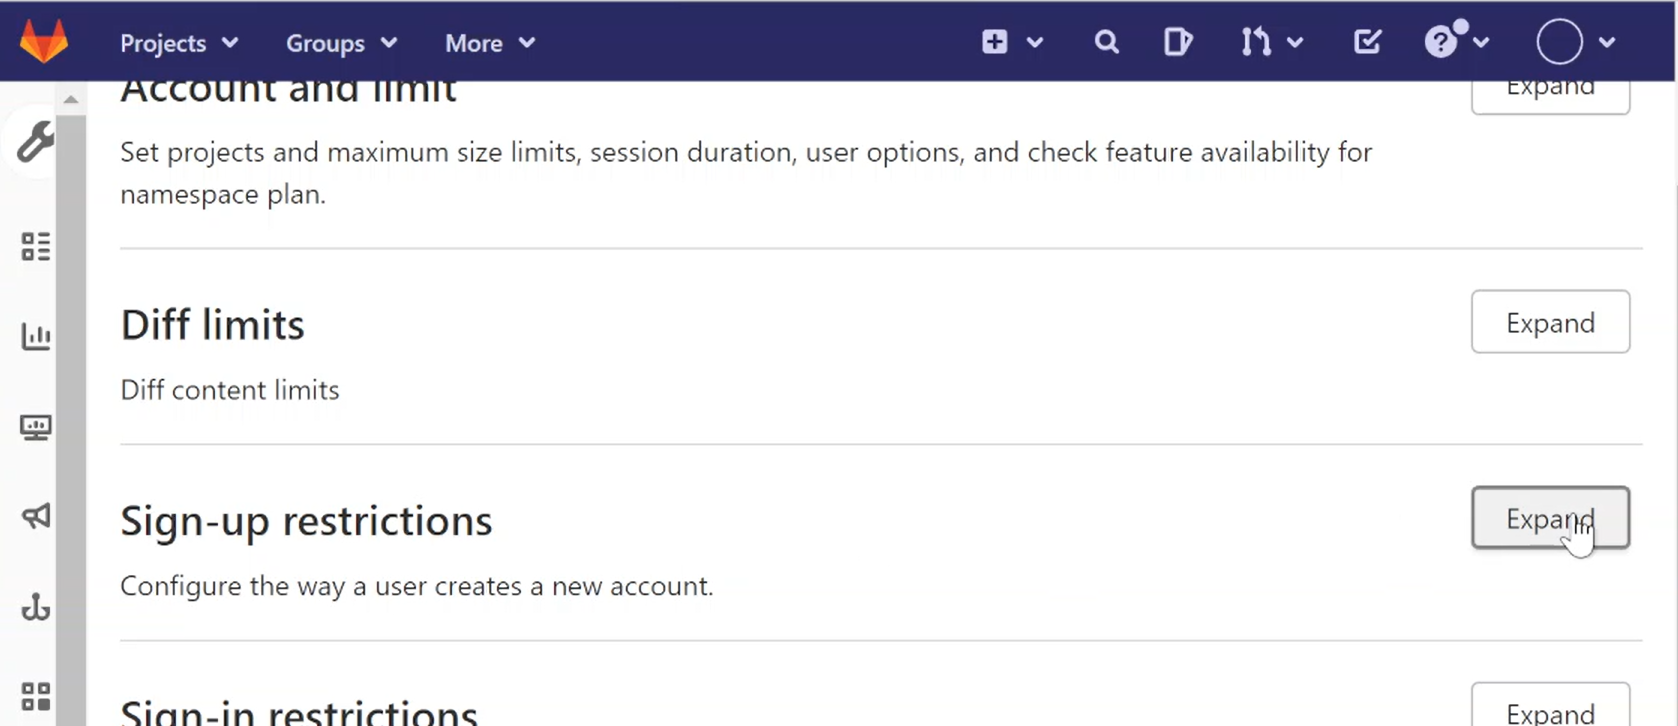 Projects
Groups
More
Account and limit
Expand
Set projects and maximum size limits, session duration, user options, and check feature availability for
namespace plan.
Diff limits
Expand
Diff content limits
Sign-up restrictions
Expand
Configure the way a user creates a new account.
Sign-in restrictions
Expand